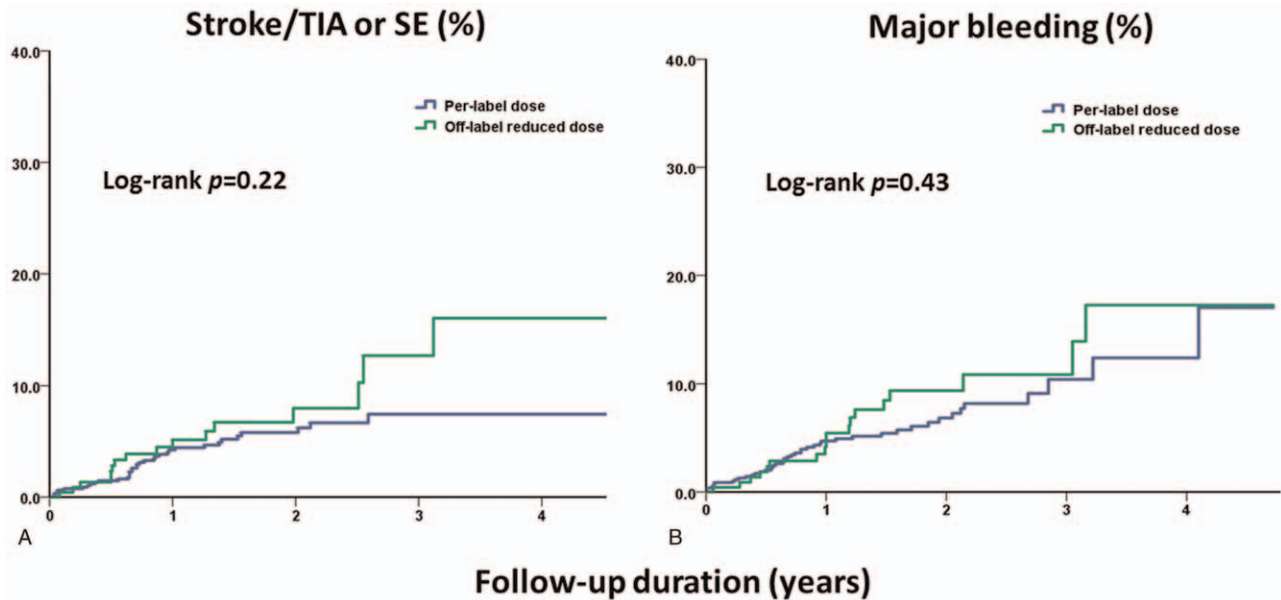 Stroke/TIA or SE (%)
40.0
30.0
20.0
10.0
0.0
Per-label dose
Off-label reduced dose
Log-rank p=0.22
0 1 2 3 4
A
Major bleeding (%)
40.0
30.0
20.0
10.0
0.0
Per-label dose
Off-label reduced dose
Log-rank p=0.43
0 1 2 3 4
B
Follow-up duration (years)